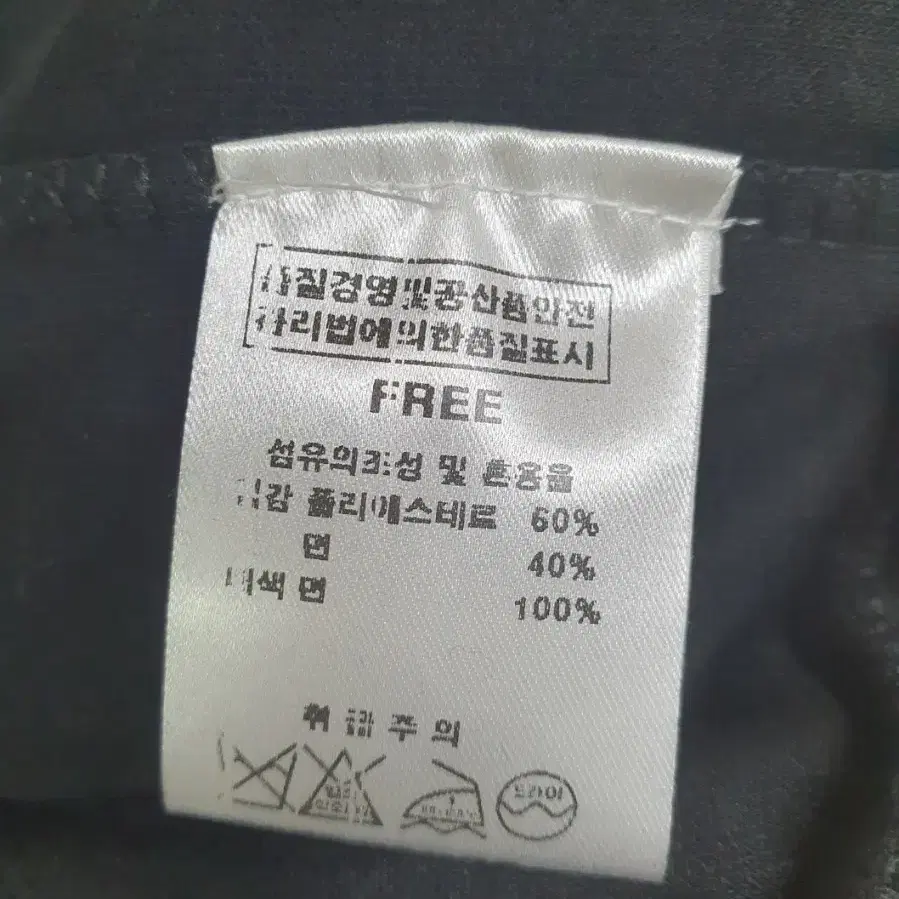 품질경영및공산품안전
관리법에의한품질표시
FREE
섬유의조성 및 혼용율
겉감 폴리에스테르 60%
면 40%
배색 면 100%
취급주의
드라이